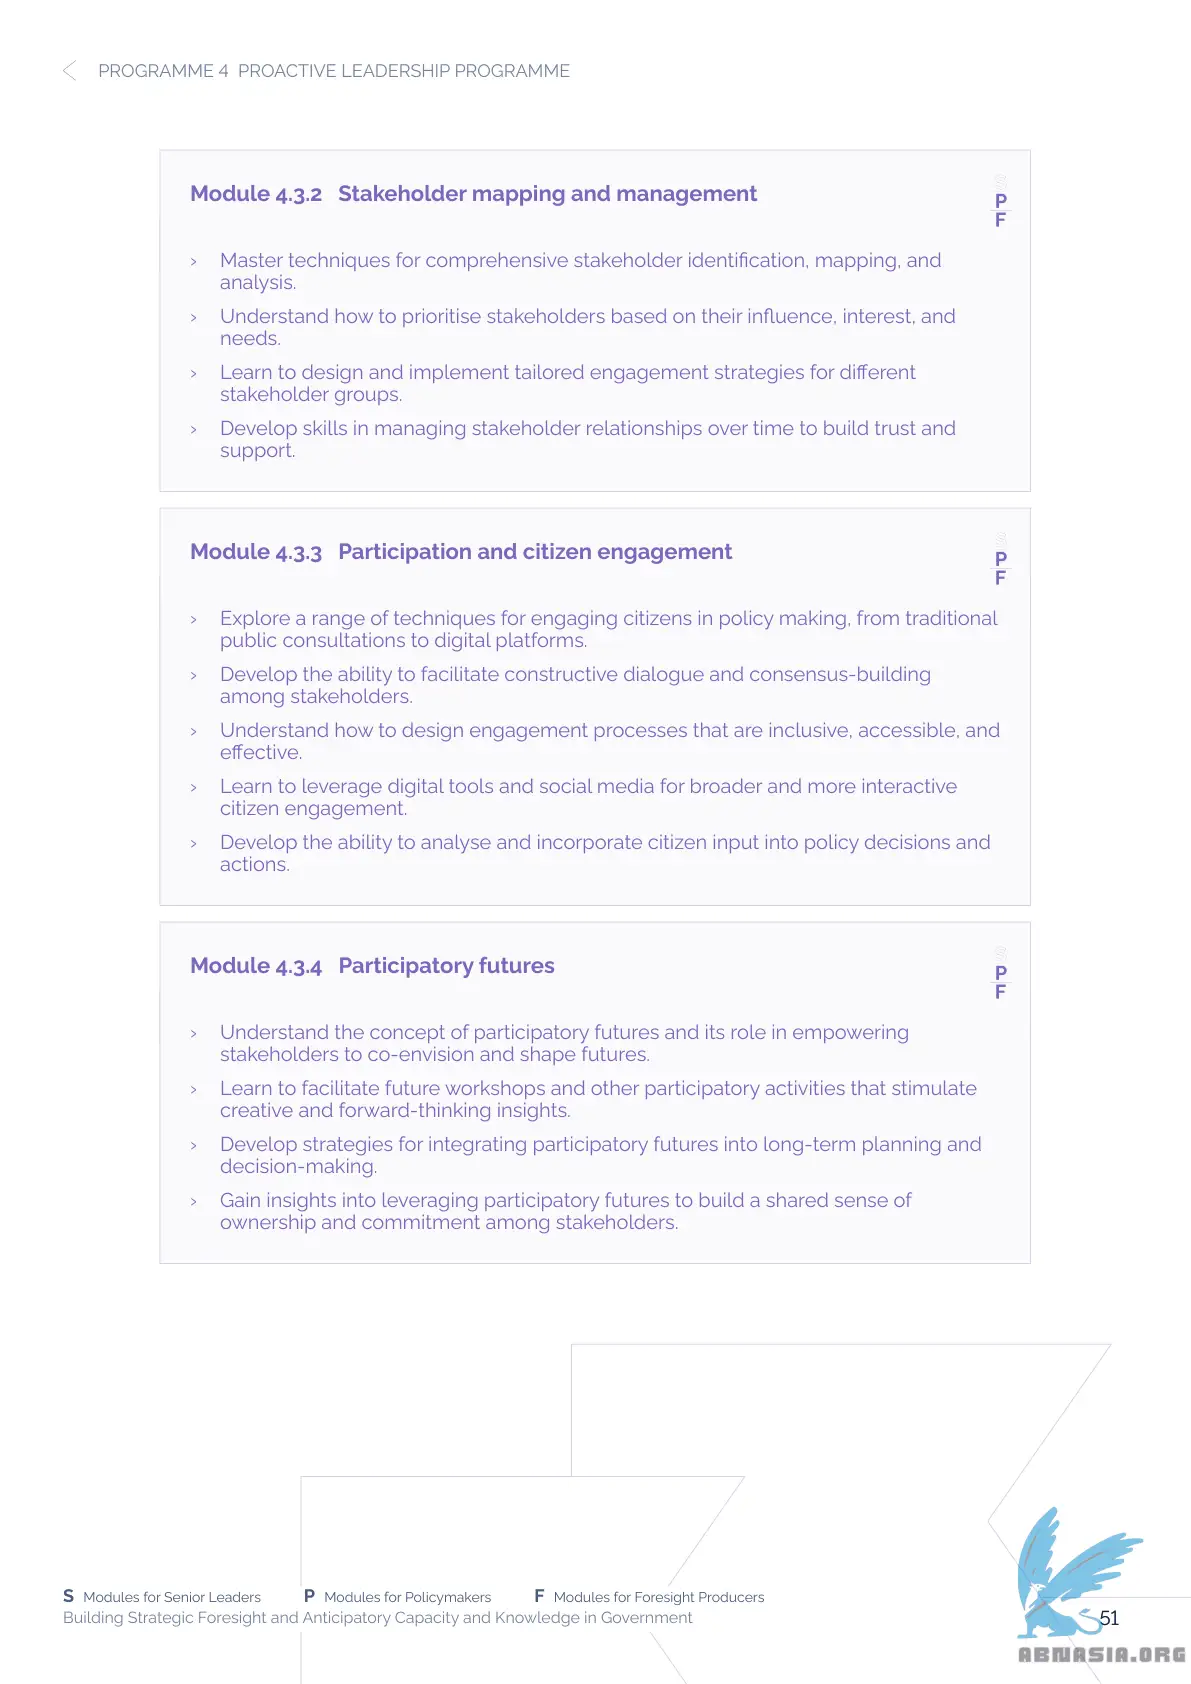 PROGRAMME 4 PROACTIVE LEADERSHIP PROGRAMME
Module 4.3.2 Stakeholder mapping and management
S
P
F
› Master techniques for comprehensive stakeholder identification, mapping, and
analysis.
› Understand how to prioritise stakeholders based on their influence, interest, and
needs.
› Learn to design and implement tailored engagement strategies for different
stakeholder groups.
› Develop skills in managing stakeholder relationships over time to build trust and
support.
Module 4.3.3 Participation and citizen engagement
S
P
F
› Explore a range of techniques for engaging citizens in policy making, from traditional
public consultations to digital platforms.
› Develop the ability to facilitate constructive dialogue and consensus-building
among stakeholders.
› Understand how to design engagement processes that are inclusive, accessible, and
effective.
› Learn to leverage digital tools and social media for broader and more interactive
citizen engagement.
› Develop the ability to analyse and incorporate citizen input into policy decisions and
actions.
Module 4.3.4 Participatory futures
S
P
F
› Understand the concept of participatory futures and its role in empowering
stakeholders to co-envision and shape futures.
› Learn to facilitate future workshops and other participatory activities that stimulate
creative and forward-thinking insights.
› Develop strategies for integrating participatory futures into long-term planning and
decision-making.
› Gain insights into leveraging participatory futures to build a shared sense of
ownership and commitment among stakeholders.
S Modules for Senior Leaders P Modules for Policymakers F Modules for Foresight Producers
Building Strategic Foresight and Anticipatory Capacity and Knowledge in Government
51
ABNASIA.ORG